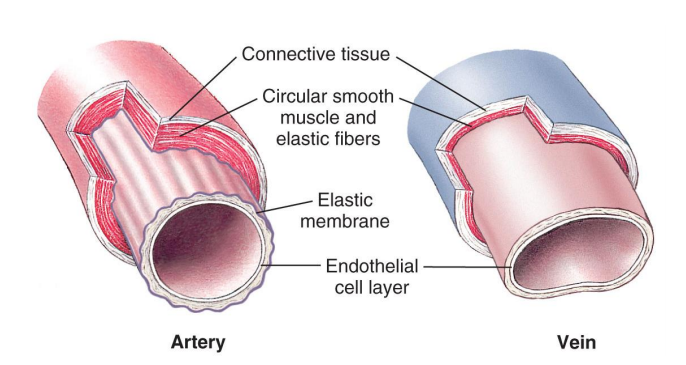 Connective tissue
Circular smooth
muscle and
elastic fibers
Elastic
membrane
Endothelial
cell layer
Artery
Vein